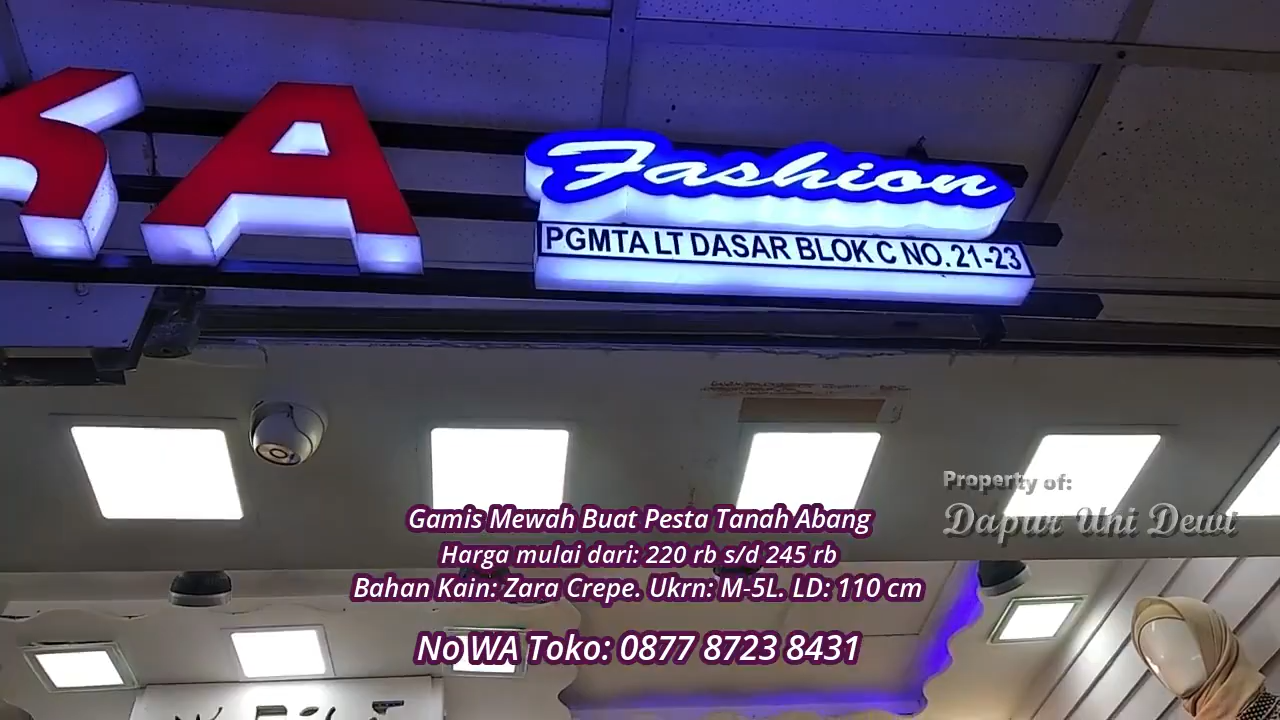 KA
Fashion
PGMTA LT DASAR BLOK C NO. 21-23
Property of:
Dapur Uni Dewi
Gamis Mewah Buat Pesta Tanah Abang
Harga mulai dari: 220 rb s/d 245 rb
Bahan Kain: Zara Crepe. Ukrn: M-5L. LD: 110 cm
No WA Toko: 0877 8723 8431